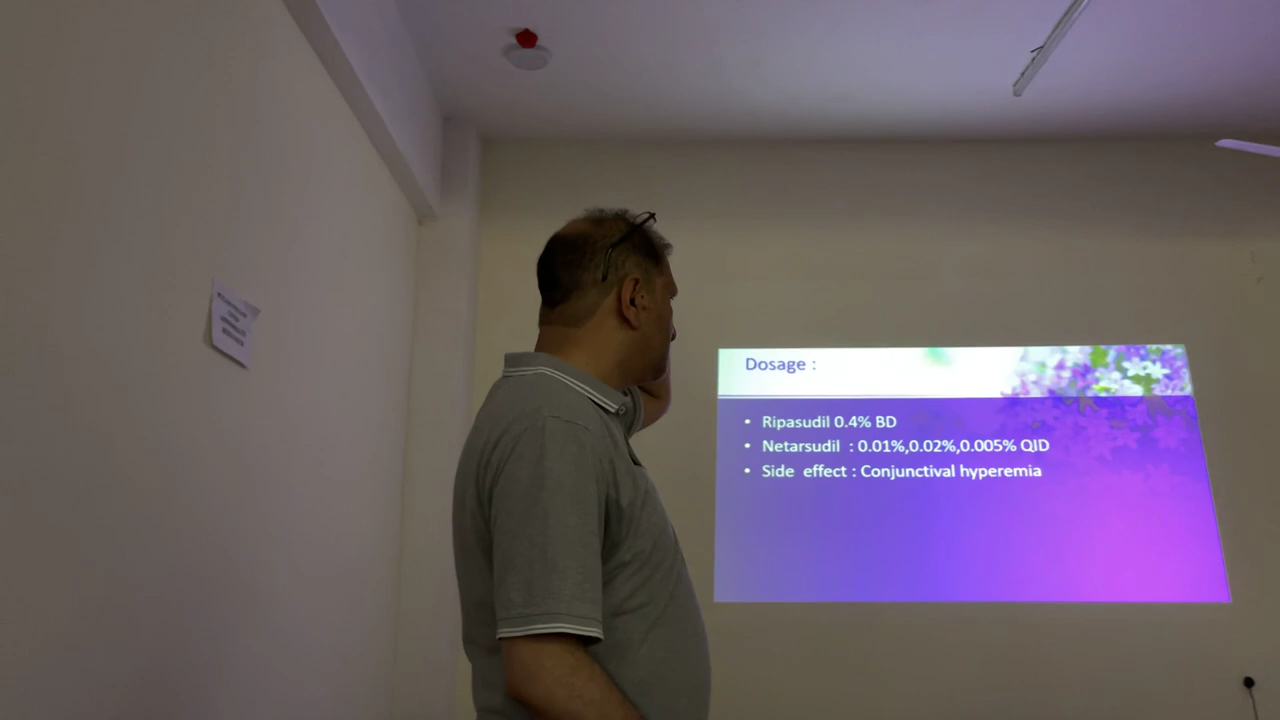 Dosage :
• Ripasudil 0.4% BD
• Netarsudil : 0.01%,0.02%,0.005% QID
• Side effect : Conjunctival hyperemia